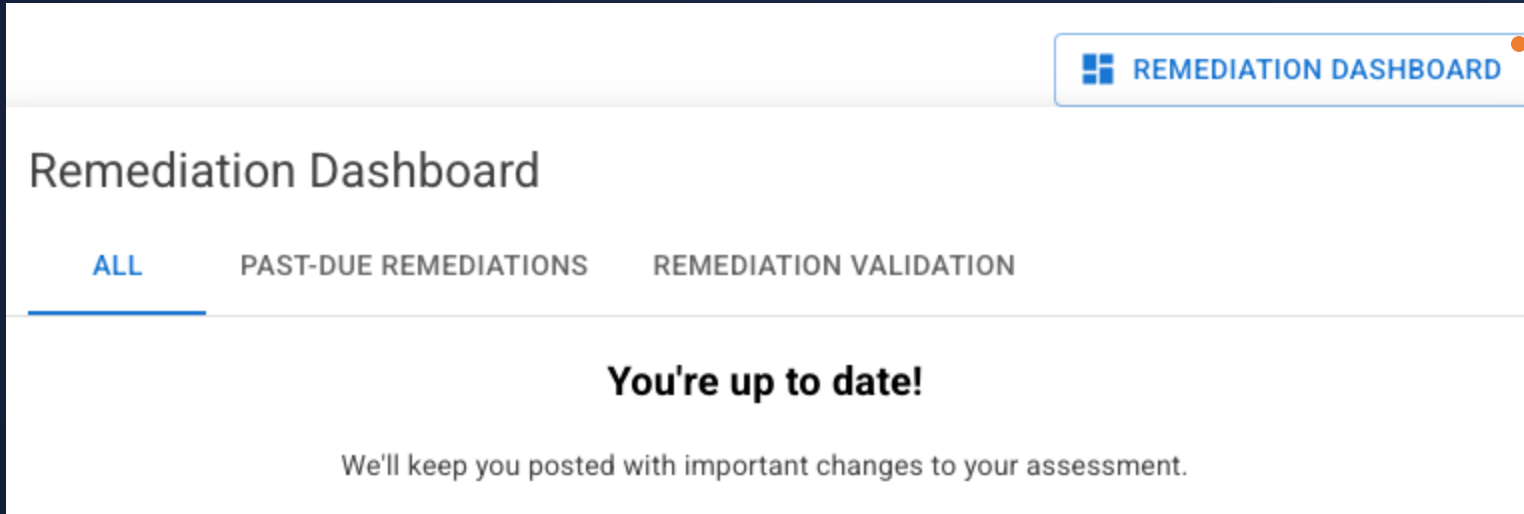 REMEDIATION DASHBOARD
Remediation Dashboard
ALL PAST-DUE REMEDIATIONS REMEDIATION VALIDATION
You're up to date!
We'll keep you posted with important changes to your assessment.